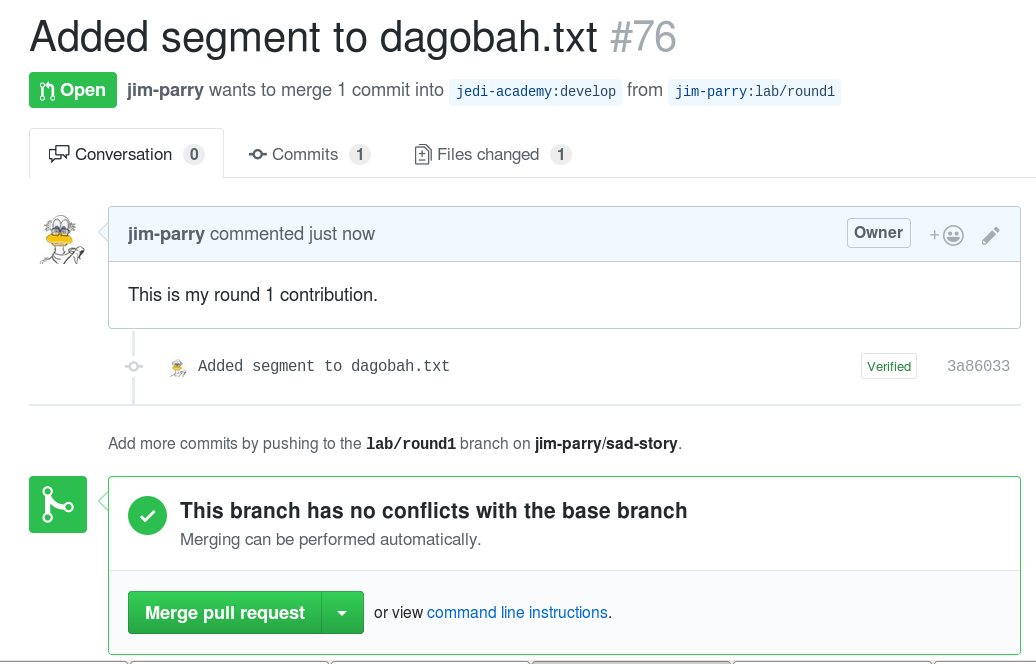 Added segment to dagobah.txt #76
Open jim-parry wants to merge 1 commit into jedi-academy:develop from jim-parry:lab/round1
Conversation 0 Commits 1 Files changed 1
jim-parry commented just now Owner +
This is my round 1 contribution.
Added segment to dagobah.txt Verified 3a86033
Add more commits by pushing to the lab/round1 branch on jim-parry/sad-story.
This branch has no conflicts with the base branch
Merging can be performed automatically.
Merge pull request or view command line instructions.